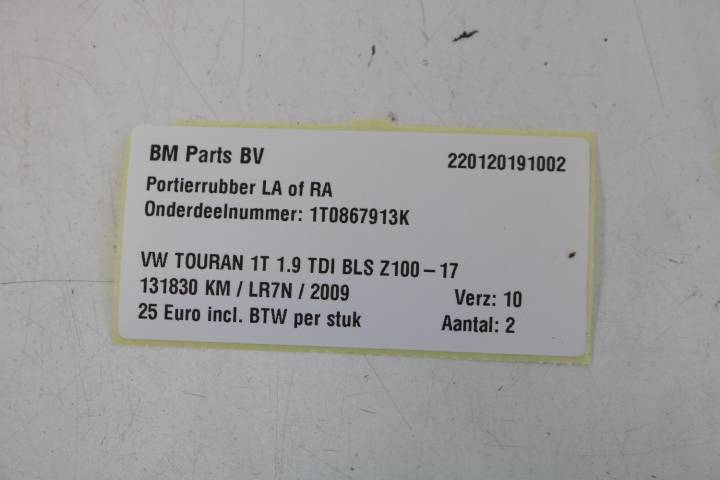 BM Parts BV 220120191002
Portierrubber LA of RA
Onderdeelnummer: 1T0867913K
VW TOURAN 1T 1.9 TDI BLS Z100 – 17
131830 KM / LR7N / 2009 Verz: 10
25 Euro incl. BTW per stuk Aantal: 2